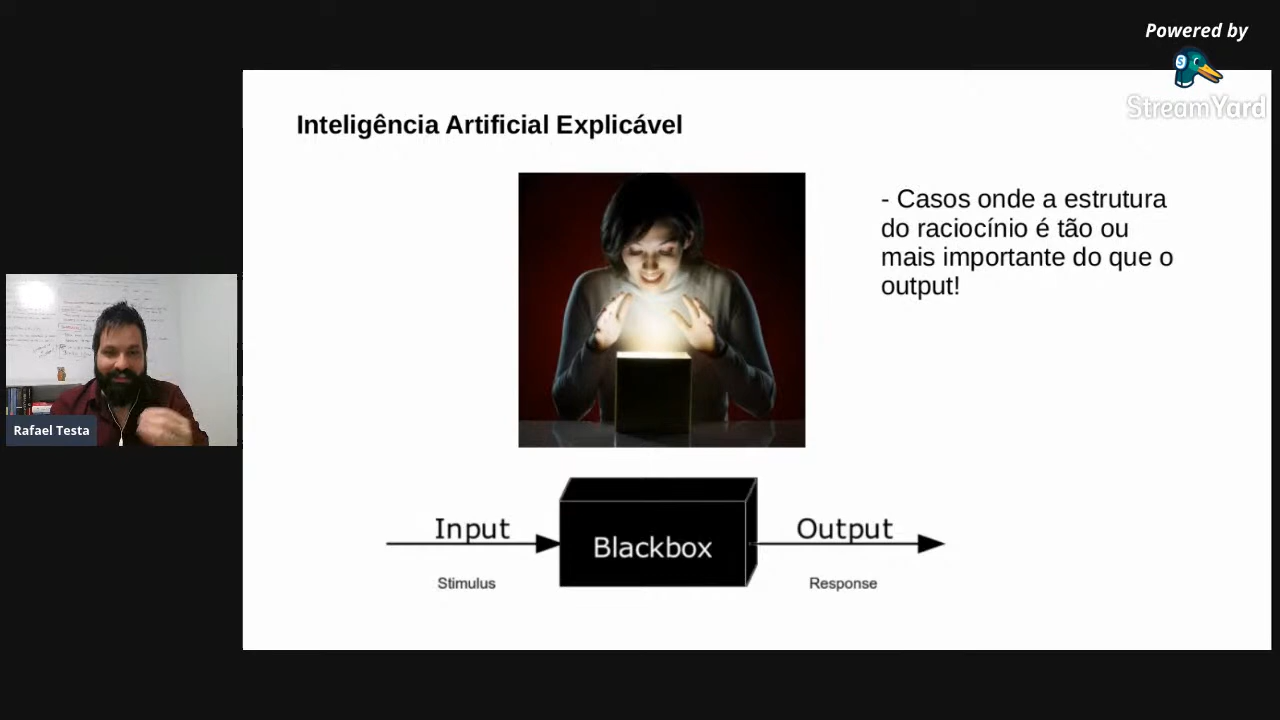 Powered by
StreamYard
Inteligência Artificial Explicável
- Casos onde a estrutura
do raciocínio é tão ou
mais importante do que o
output!
Rafael Testa
Input
Blackbox
Output
Stimulus
Response